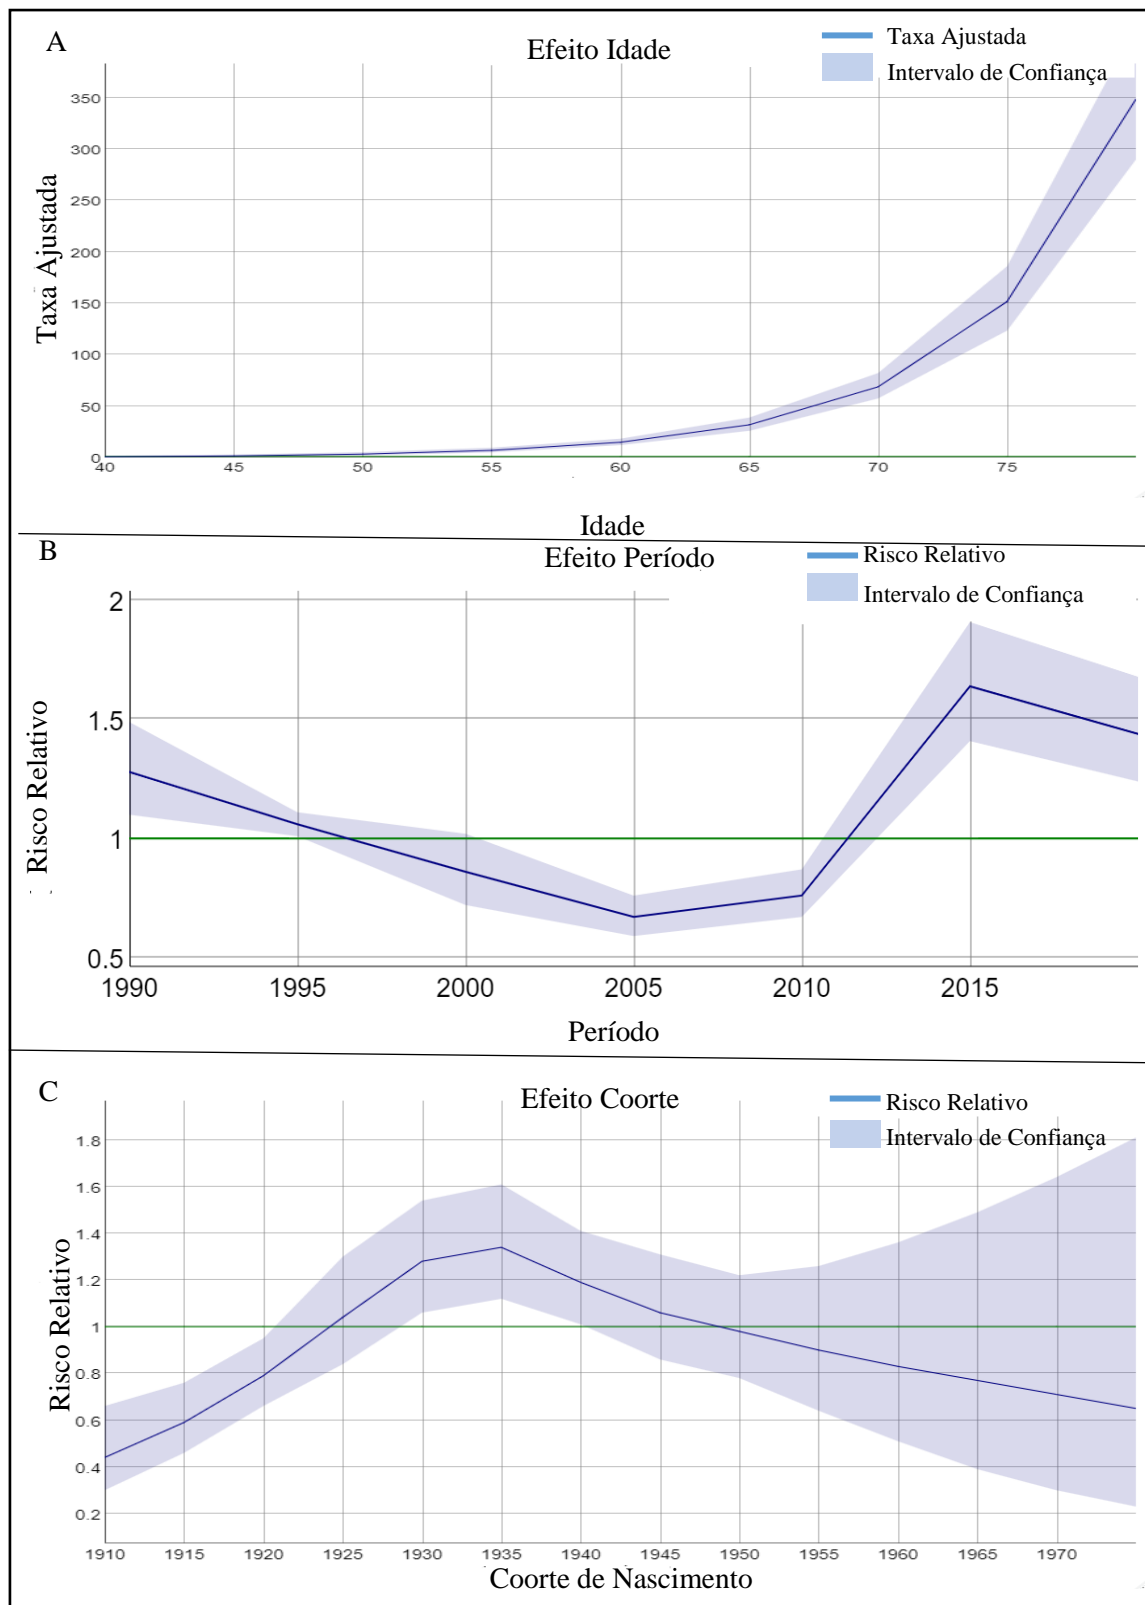 A
Efeito Idade
Taxa Ajustada
Intervalo de Confiança
Taxa Ajustada
350
300
250
200
150
100
50
0
40 45 50 55 60 65 70 75
Idade
B
Efeito Período
Risco Relativo
Intervalo de Confiança
Risco Relativo
2
1.5
1
0.5
1990 1995 2000 2005 2010 2015
Período
C
Efeito Coorte
Risco Relativo
Intervalo de Confiança
Risco Relativo
1.8
1.6
1.4
1.2
1
0.8
0.6
0.4
0.2
1910 1915 1920 1925 1930 1935 1940 1945 1950 1955 1960 1965 1970
Coorte de Nascimento